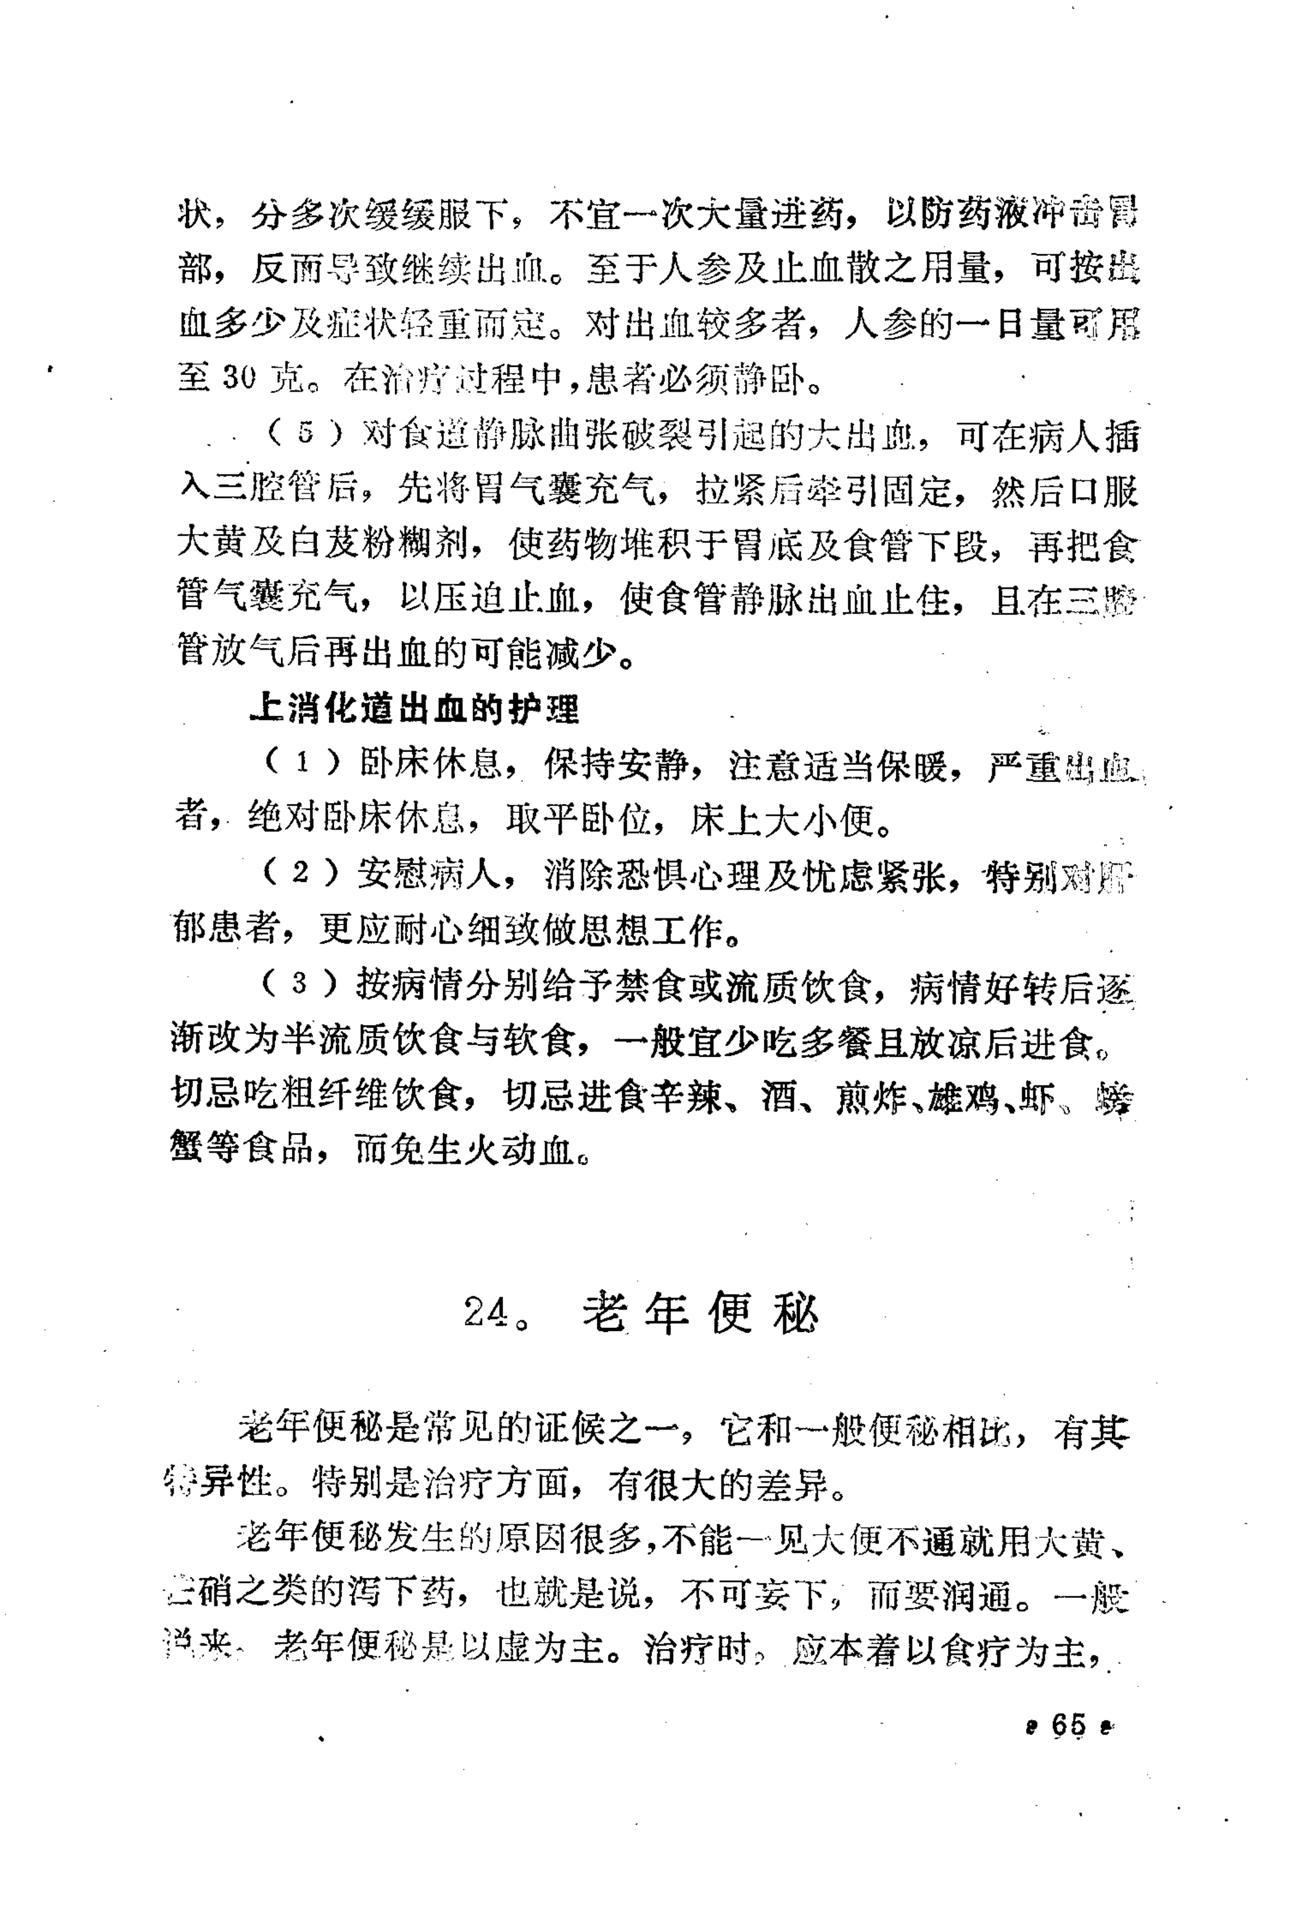 状，分多次缓缓服下，不宜一次大量进药，以防药液冲击胃
部，反而导致继续出血。至于人参及止血散之用量，可按出
血多少及症状轻重而定。对出血较多者，人参的一日量可用
至30克。在治疗过程中，患者必须静卧。
（5）对食道静脉曲张破裂引起的大出血，可在病人插
入三腔管后，先将胃气囊充气，拉紧后牵引固定，然后口服
大黄及白芨粉糊剂，使药物堆积于胃底及食管下段，再把食
管气囊充气，以压迫止血，使食管静脉出血止住，且在三腔
管放气后再出血的可能减少。
上消化道出血的护理
（1）卧床休息，保持安静，注意适当保暖，严重出血
者，绝对卧床休息，取平卧位，床上大小便。
（2）安慰病人，消除恐惧心理及忧虑紧张，特别对肝
郁患者，更应耐心细致做思想工作。
（3）按病情分别给予禁食或流质饮食，病情好转后逐
渐改为半流质饮食与软食，一般宜少吃多餐且放凉后进食。
切忌吃粗纤维饮食，切忌进食辛辣、酒、煎炸、雄鸡、虾、螃
蟹等食品，而免生火动血。
24。老年便秘
老年便秘是常见的证候之一，它和一般便秘相比，有其
特异性。特别是治疗方面，有很大的差异。
老年便秘发生的原因很多，不能一见大便不通就用大黄、
芒硝之类的泻下药，也就是说，不可妄下，而要润通。一般
说来，老年便秘是以虚为主。治疗时，应本着以食疗为主，
65